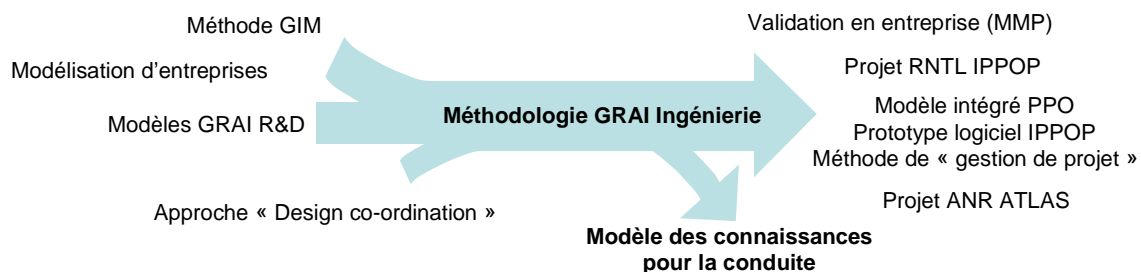 Méthode GIM
Modélisation d'entreprises
Modèles GRAI R&D
Approche « Design co-ordination »
Méthodologie GRAI Ingénierie
Modèle des connaissances
pour la conduite
Validation en entreprise (MMP)
Projet RNTL IPPOP
Modèle intégré PPO
Prototype logiciel IPPOP
Méthode de « gestion de projet »
Projet ANR ATLAS